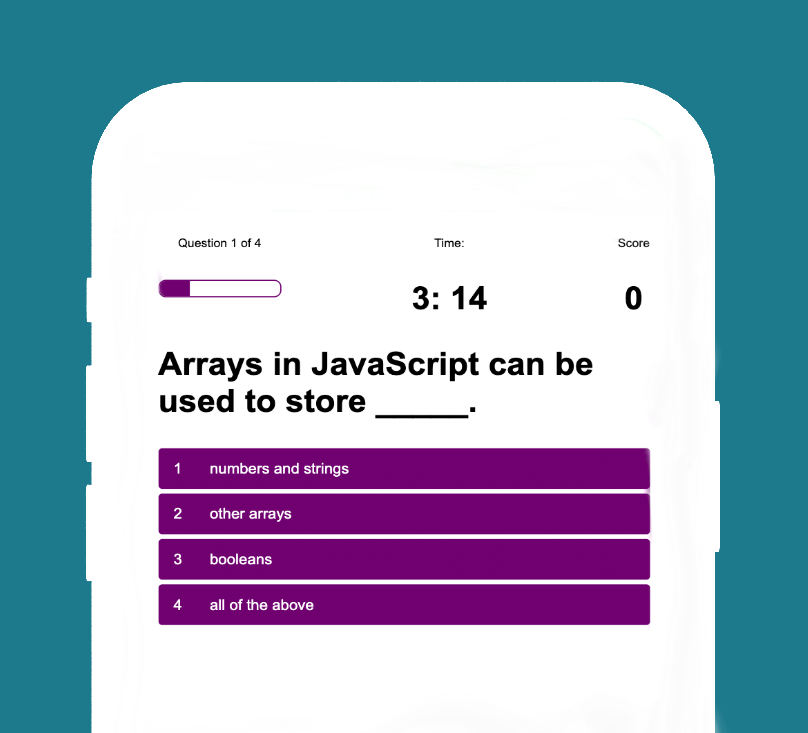 Question 1 of 4
Time:
Score
3: 14
0
Arrays in JavaScript can be
used to store _____.
1 numbers and strings
2 other arrays
3 booleans
4 all of the above